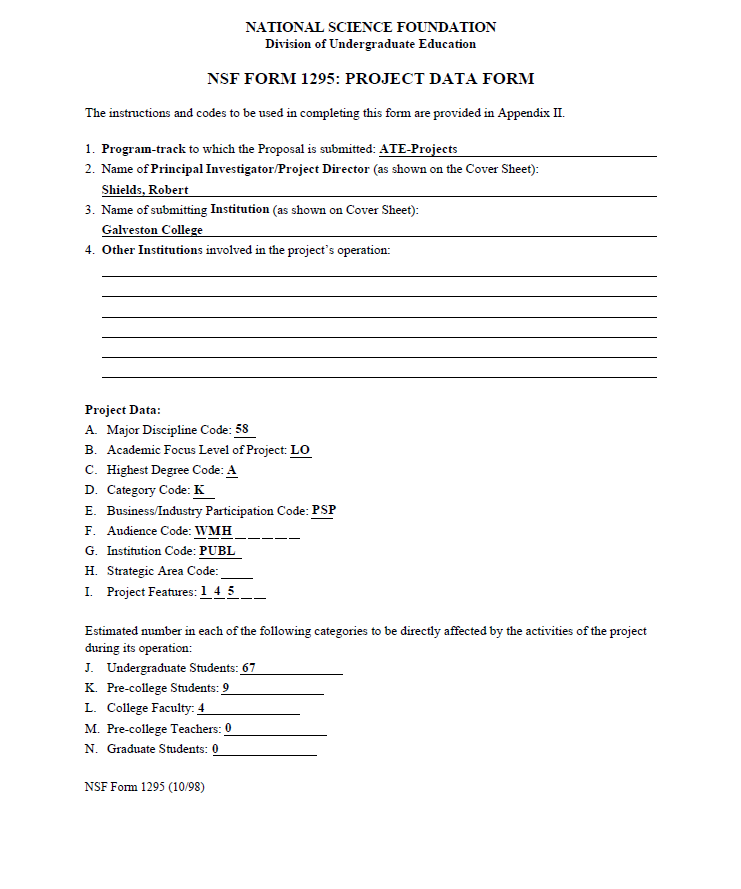 NATIONAL SCIENCE FOUNDATION
Division of Undergraduate Education
NSF FORM 1295: PROJECT DATA FORM
The instructions and codes to be used in completing this form are provided in Appendix II.
1. Program-track to which the Proposal is submitted: ATE-Projects
2. Name of Principal Investigator/Project Director (as shown on the Cover Sheet):
Shields, Robert
3. Name of submitting Institution (as shown on Cover Sheet):
Galveston College
4. Other Institutions involved in the project's operation:
Project Data:
A. Major Discipline Code: 58
B. Academic Focus Level of Project: LO
C. Highest Degree Code: A
D. Category Code: K
E. Business/Industry Participation Code: PSP
F. Audience Code: WMH
G. Institution Code: PUBL
H. Strategic Area Code:
I. Project Features: 1 4 5
Estimated number in each of the following categories to be directly affected by the activities of the project
during its operation:
J. Undergraduate Students: 67
K. Pre-college Students: 9
L. College Faculty: 4
M. Pre-college Teachers: 0
N. Graduate Students: 0
NSF Form 1295 (10/98)